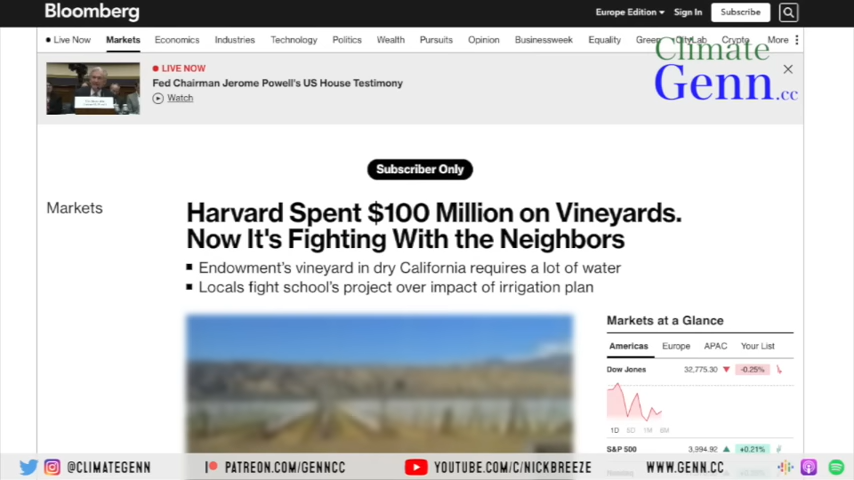 Bloomberg
Europe Edition
Sign In
Subscribe
Live Now
Markets
Economics
Industries
Technology
Politics
Wealth
Pursuits
Opinion
Businessweek
Equality
Green
CityLab
Crypto
More
Climate
Genn.cc
LIVE NOW
Fed Chairman Jerome Powell's US House Testimony
Watch
Subscriber Only
Markets
Harvard Spent $100 Million on Vineyards.
Now It's Fighting With the Neighbors
Endowment's vineyard in dry California requires a lot of water
Locals fight school's project over impact of irrigation plan
Markets at a Glance
Americas
Europe
APAC
Your List
Dow Jones
32,775.30
-0.25%
1D
5D
1M
6M
S&P 500
3,994.92
+0.21%
@CLIMATEGENN
PATREON.COM/GENNCC
YOUTUBE.COM/C/NICKBREEZE
WWW.GENN.CC